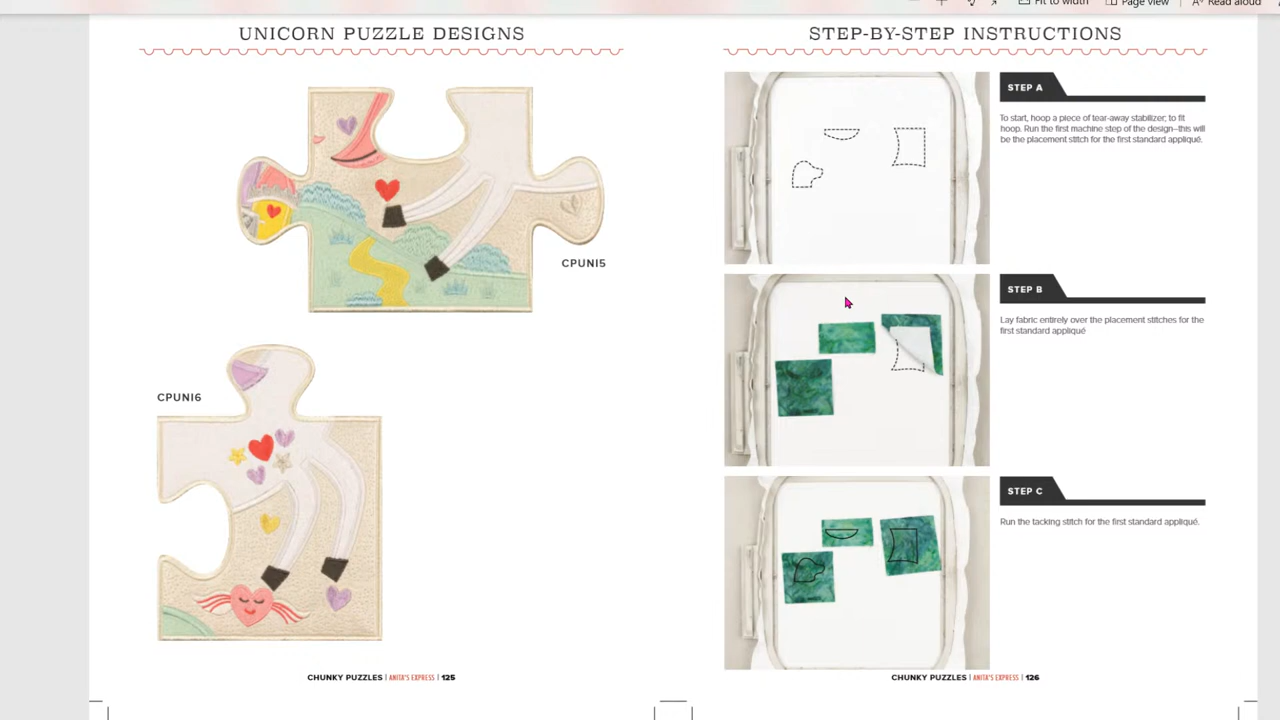 Fit to width
Page view
Read aloud
UNICORN PUZZLE DESIGNS
CPUNI5
CPUNI6
CHUNKY PUZZLES | ANITA'S EXPRESS | 125
STEP-BY-STEP INSTRUCTIONS
STEP A
To start, hoop a piece of tear-away stabilizer, to fit
hoop. Run the first machine step of the design–this will
be the placement stitch for the first standard appliqué.
STEP B
Lay fabric entirely over the placement stitches for the
first standard appliqué
STEP C
Run the tacking stitch for the first standard appliqué.
CHUNKY PUZZLES | ANITA'S EXPRESS | 126